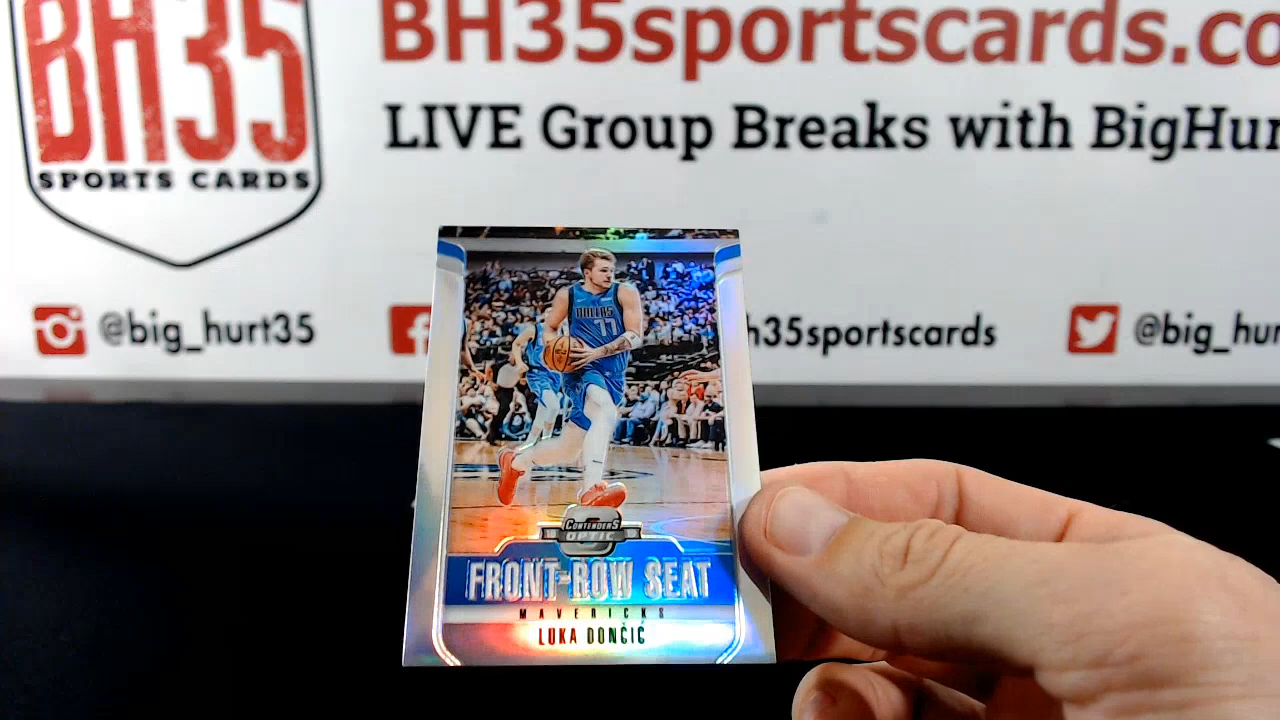 BH35
SPORTS CARDS
BH35sportscards.co
LIVE Group Breaks with BigHur
@big_hurt35
h35sportscards
@big_hur
DALLAS
77
CONTENDERS
OPTIC
FRONT-ROW SEAT
MAVERICKS
LUKA DONČIĆ